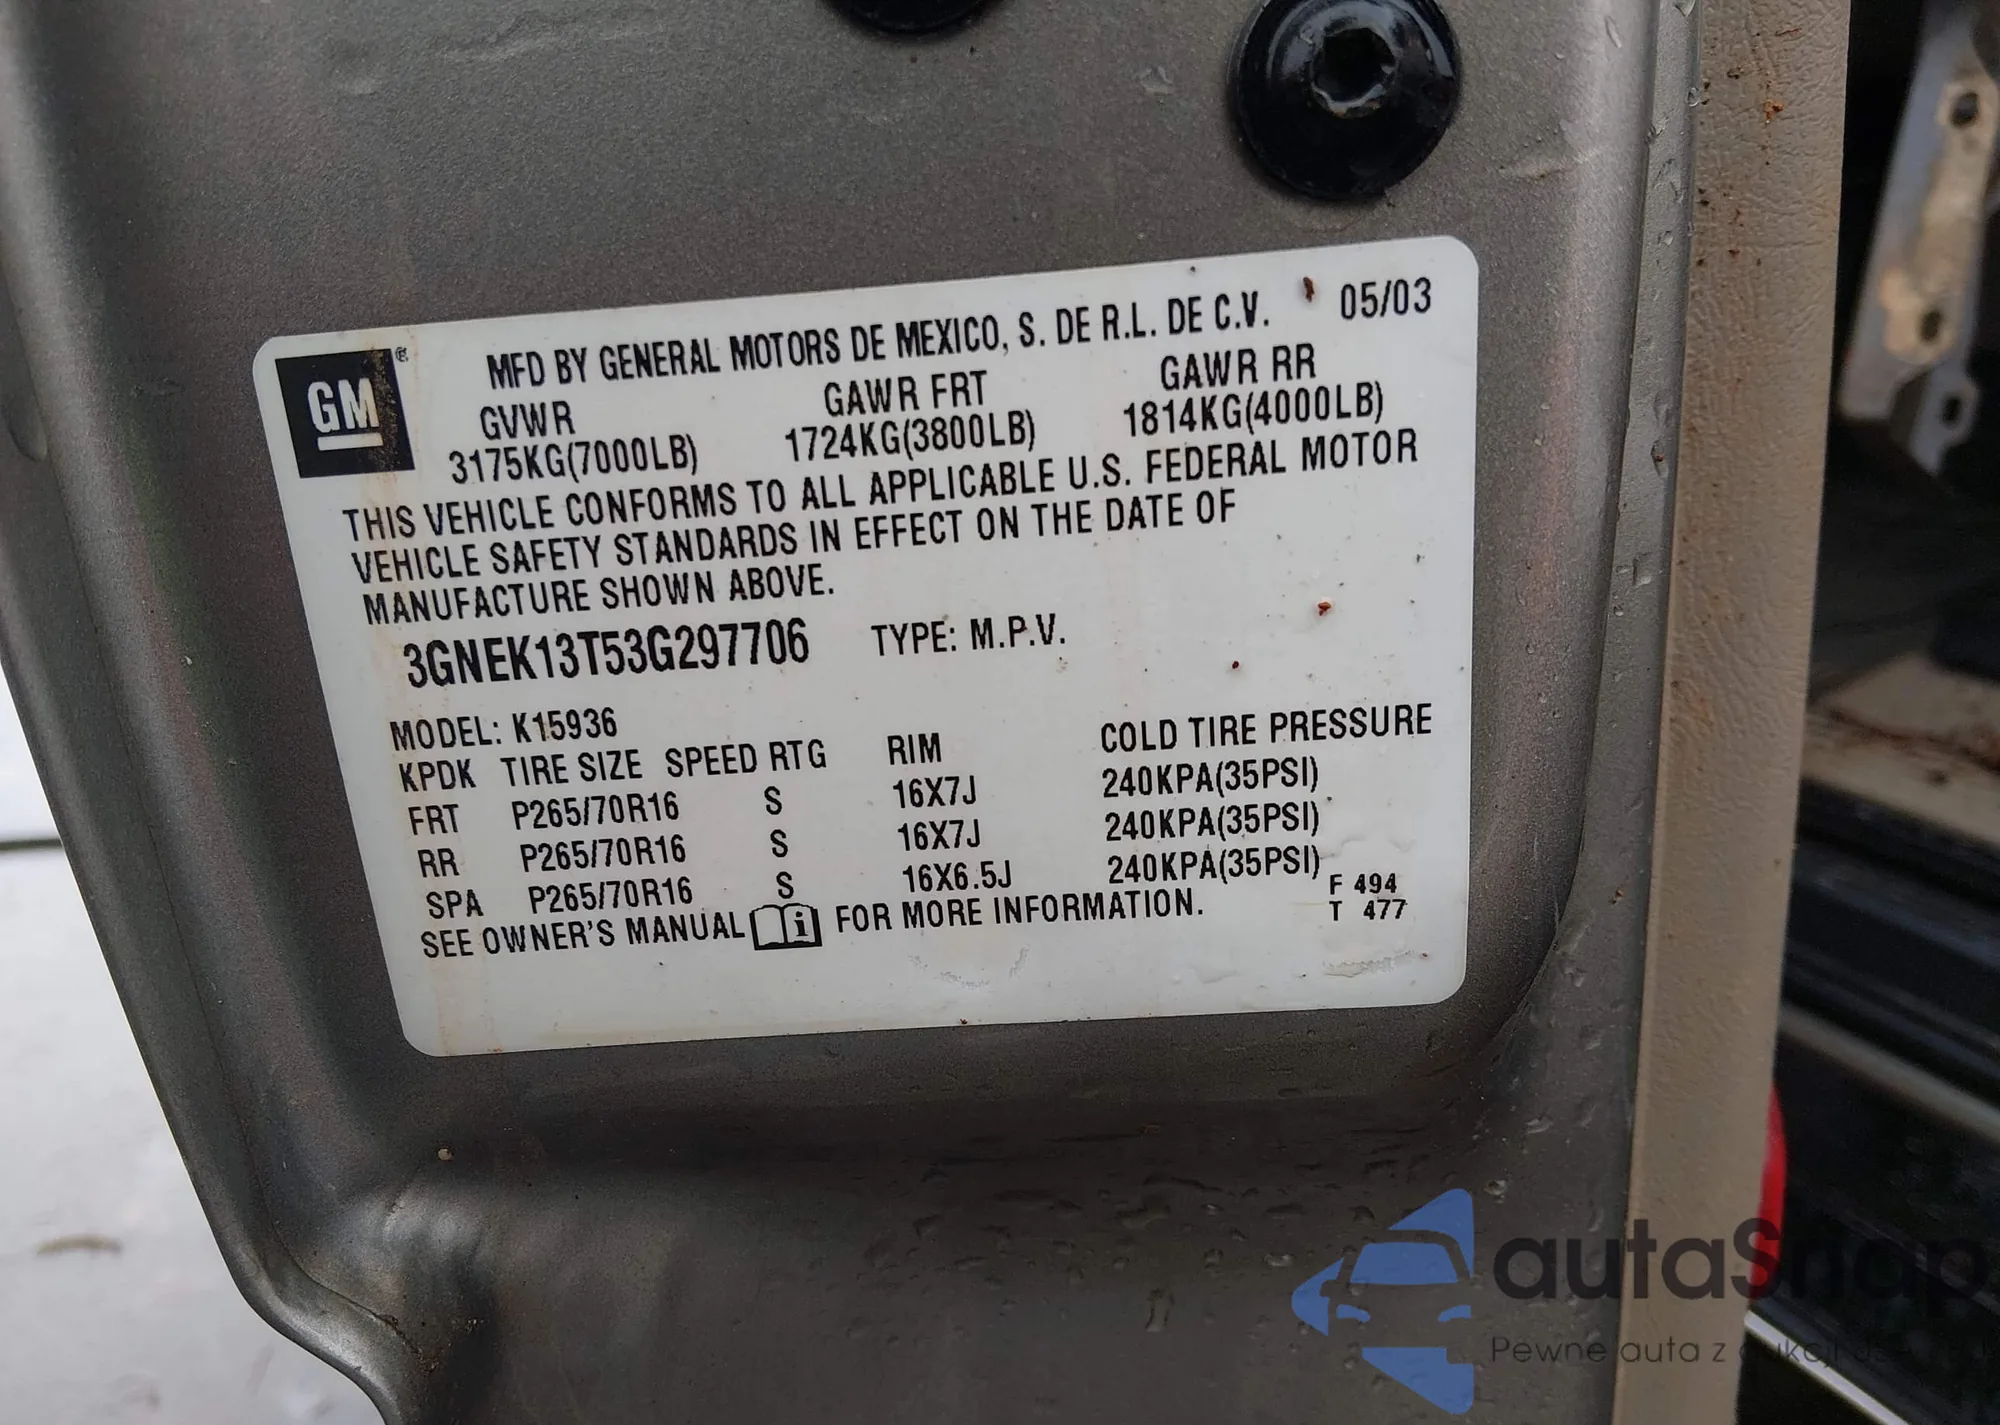 MFD BY GENERAL MOTORS DE MEXICO, S. DE R.L. DE C.V. 05/03
GM®
GVWR GAWR FRT GAWR RR
3175KG(7000LB) 1724KG(3800LB) 1814KG(4000LB)
THIS VEHICLE CONFORMS TO ALL APPLICABLE U.S. FEDERAL MOTOR
VEHICLE SAFETY STANDARDS IN EFFECT ON THE DATE OF
MANUFACTURE SHOWN ABOVE.
3GNEK13T53G297706 TYPE: M.P.V.
MODEL: K15936
KPDK TIRE SIZE SPEED RTG RIM COLD TIRE PRESSURE
FRT P265/70R16 S 16X7J 240KPA(35PSI)
RR P265/70R16 S 16X7J 240KPA(35PSI)
SPA P265/70R16 S 16X6.5J 240KPA(35PSI)
SEE OWNER'S MANUAL FOR MORE INFORMATION.
F 494
T 477
autaSnap
Pewne auta z aukcji